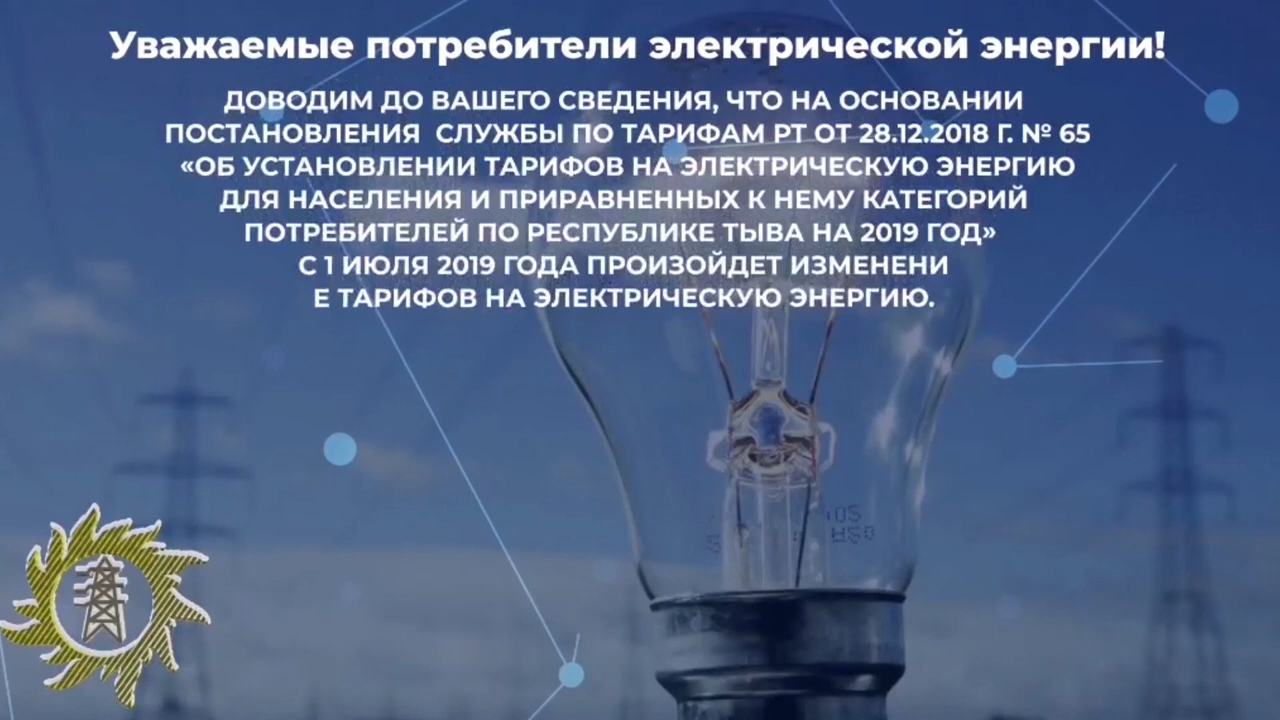 Уважаемые потребители электрической энергии!
ДОВОДИМ ДО ВАШЕГО СВЕДЕНИЯ, ЧТО НА ОСНОВАНИИ
ПОСТАНОВЛЕНИЯ СЛУЖБЫ ПО ТАРИФАМ РТ ОТ 28.12.2018 Г. № 65
«ОБ УСТАНОВЛЕНИИ ТАРИФОВ НА ЭЛЕКТРИЧЕСКУЮ ЭНЕРГИЮ
ДЛЯ НАСЕЛЕНИЯ И ПРИРАВНЕННЫХ К НЕМУ КАТЕГОРИЙ
ПОТРЕБИТЕЛЕЙ ПО РЕСПУБЛИКЕ ТЫВА НА 2019 ГОД»
С 1 ИЮЛЯ 2019 ГОДА ПРОИЗОЙДЕТ ИЗМЕНЕНИ
Е ТАРИФОВ НА ЭЛЕКТРИЧЕСКУЮ ЭНЕРГИЮ.